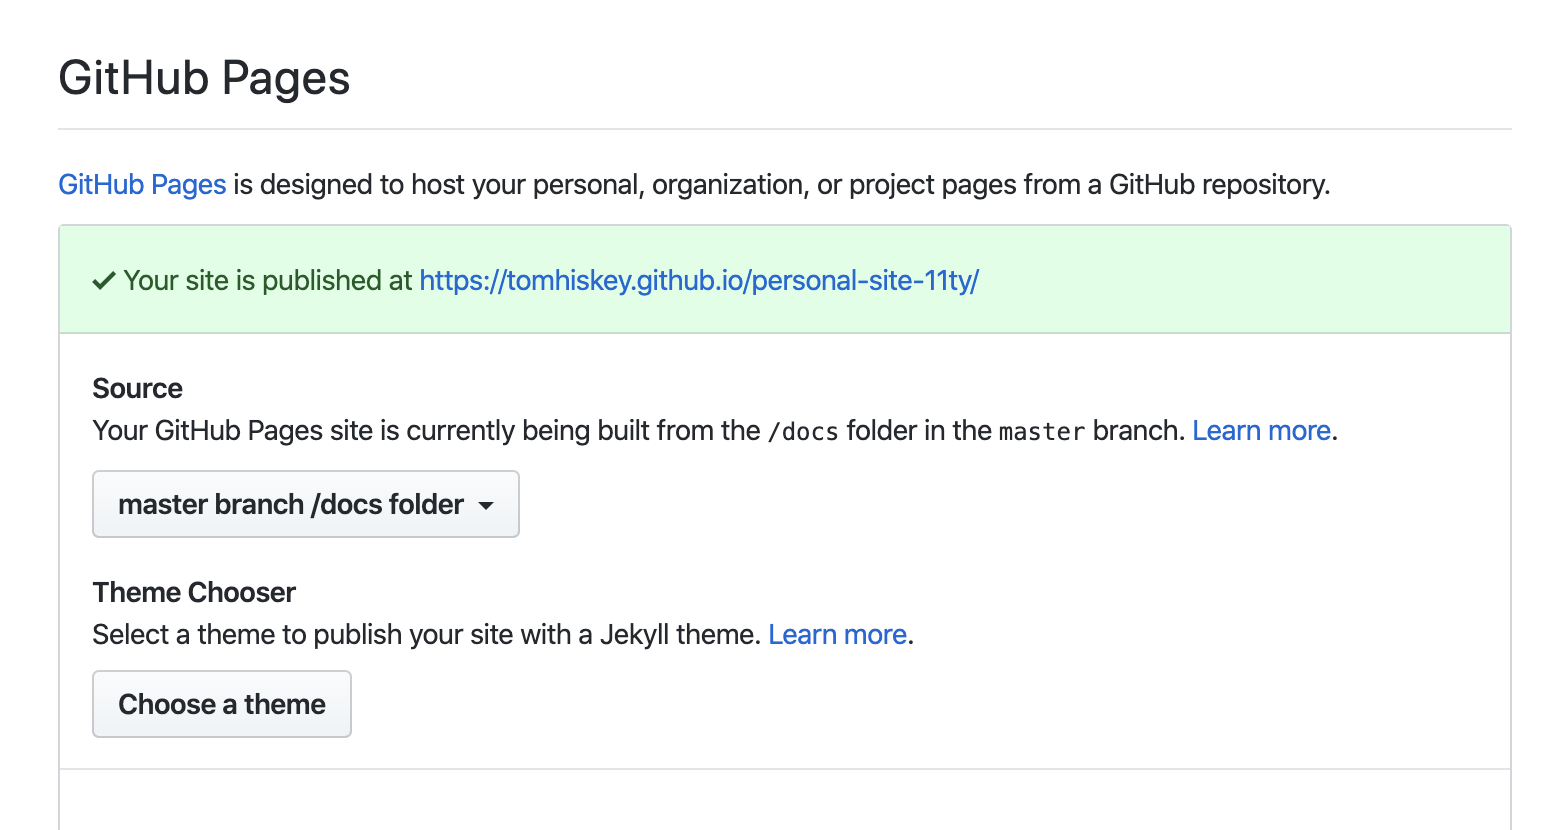 GitHub Pages
GitHub Pages is designed to host your personal, organization, or project pages from a GitHub repository.
Your site is published at https://tomhiskey.github.io/personal-site-11ty/
Source
Your GitHub Pages site is currently being built from the /docs folder in the master branch. Learn more.
master branch /docs folder
Theme Chooser
Select a theme to publish your site with a Jekyll theme. Learn more.
Choose a theme